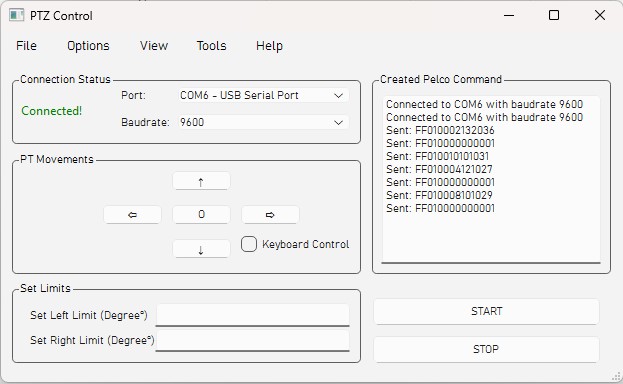 PTZ Control
File Options View Tools Help
Connection Status
Connected!
Port: COM6 - USB Serial Port
Baudrate: 9600
PT Movements
↑
⇦ 0 ⇨
↓
Keyboard Control
Set Limits
Set Left Limit (Degree°)
Set Right Limit (Degree°)
Created Pelco Command
Connected to COM6 with baudrate 9600
Connected to COM6 with baudrate 9600
Sent: FF010002132036
Sent: FF010000000001
Sent: FF010010101031
Sent: FF010004121027
Sent: FF010000000001
Sent: FF010008101029
Sent: FF010000000001
START
STOP